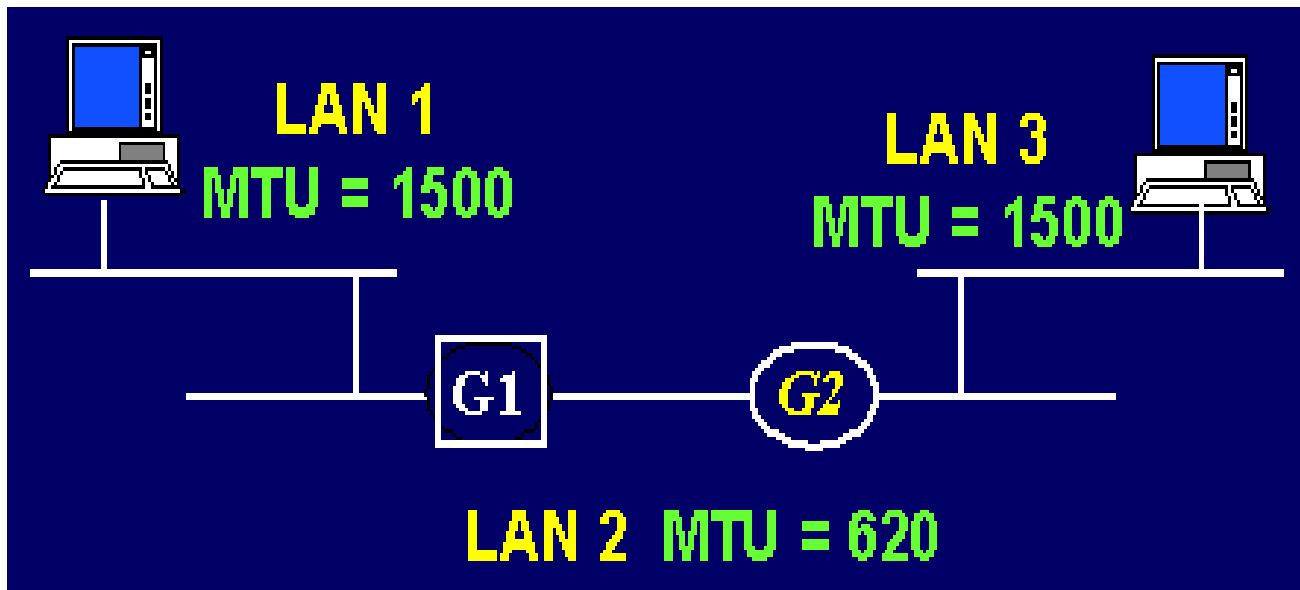 LAN 1
MTU = 1500
LAN 3
MTU = 1500
G1
G2
LAN 2 MTU = 620